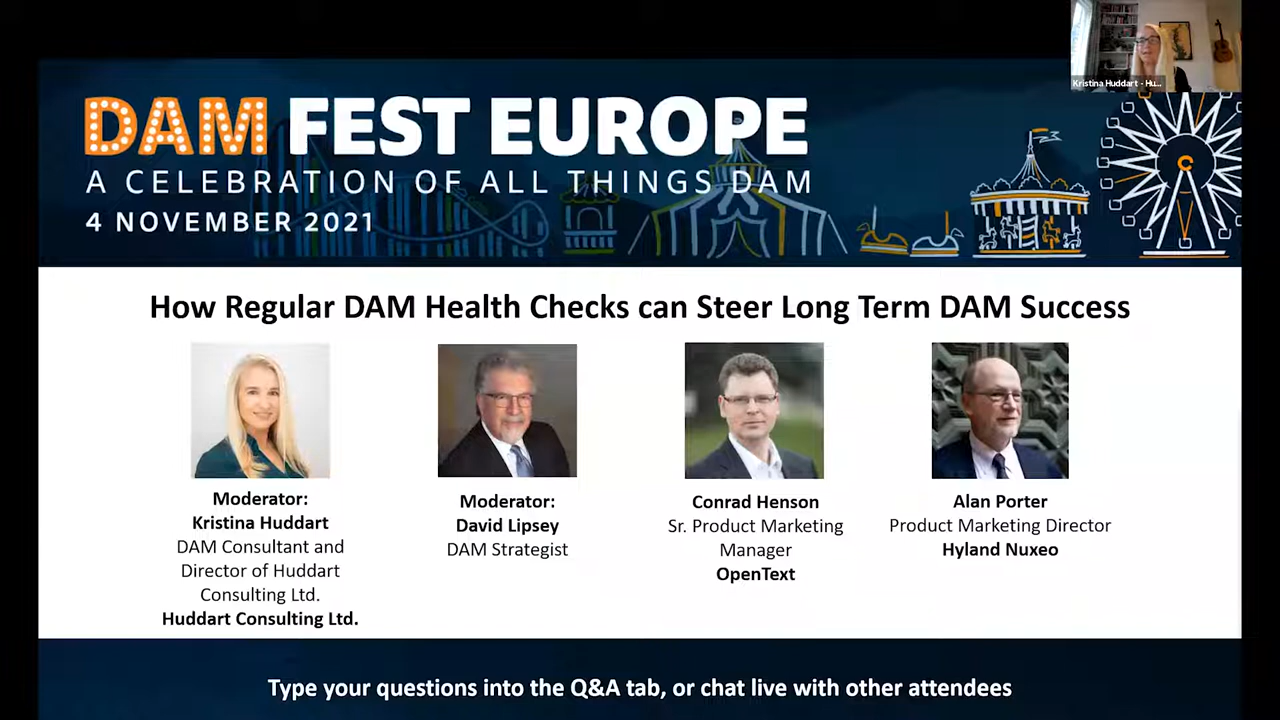 Kristina Huddart - Hu...
DAM FEST EUROPE
A CELEBRATION OF ALL THINGS DAM
4 NOVEMBER 2021
How Regular DAM Health Checks can Steer Long Term DAM Success
Moderator:
Kristina Huddart
DAM Consultant and
Director of Huddart
Consulting Ltd.
Huddart Consulting Ltd.
Moderator:
David Lipsey
DAM Strategist
Conrad Henson
Sr. Product Marketing
Manager
OpenText
Alan Porter
Product Marketing Director
Hyland Nuxeo
Type your questions into the Q&A tab, or chat live with other attendees